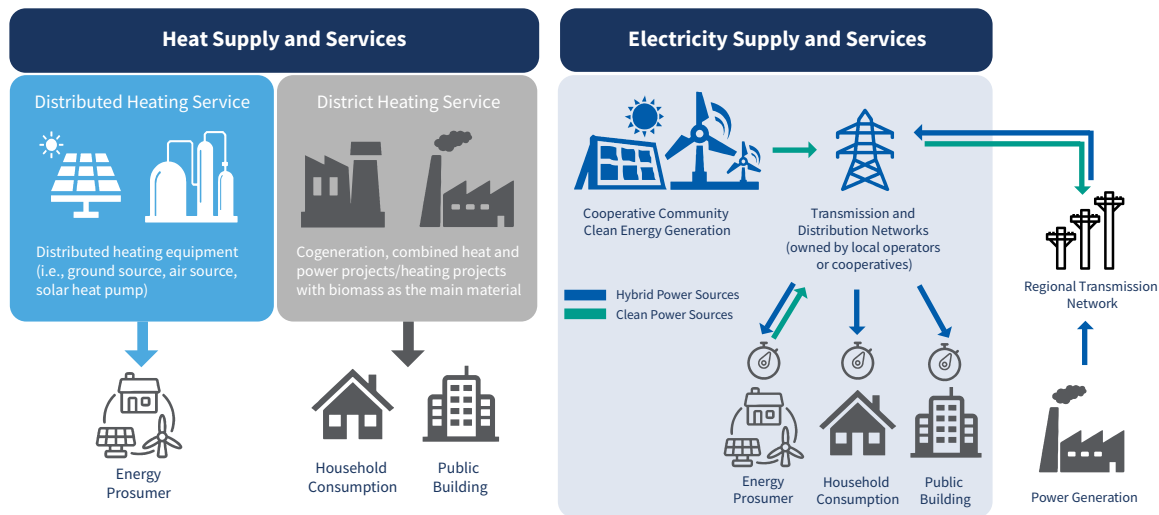 Heat Supply and Services
Distributed Heating Service
Distributed heating equipment
(i.e., ground source, air source,
solar heat pump)
District Heating Service
Cogeneration, combined heat and
power projects/heating projects
with biomass as the main material
Energy
Prosumer
Household
Consumption
Public
Building
Electricity Supply and Services
Cooperative Community
Clean Energy Generation
Transmission and
Distribution Networks
(owned by local operators
or cooperatives)
Hybrid Power Sources
Clean Power Sources
Energy
Prosumer
Household
Consumption
Public
Building
Regional Transmission
Network
Power Generation